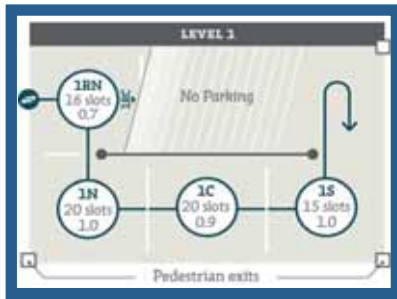 LEVEL 1
1RN
16 slots
0.7
No Parking
1N
20 slots
1.0
1C
20 slots
0.9
1S
15 slots
1.0
Pedestrian exits